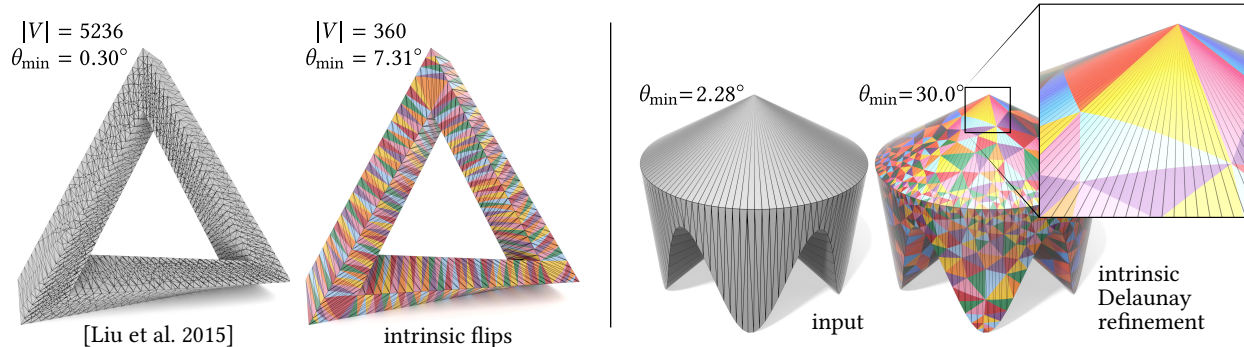 |V| = 5236
θmin = 0.30°
|V| = 360
θmin = 7.31°
[Liu et al. 2015]
intrinsic flips
θmin=2.28°
θmin=30.0°
input
intrinsic
Delaunay
refinement